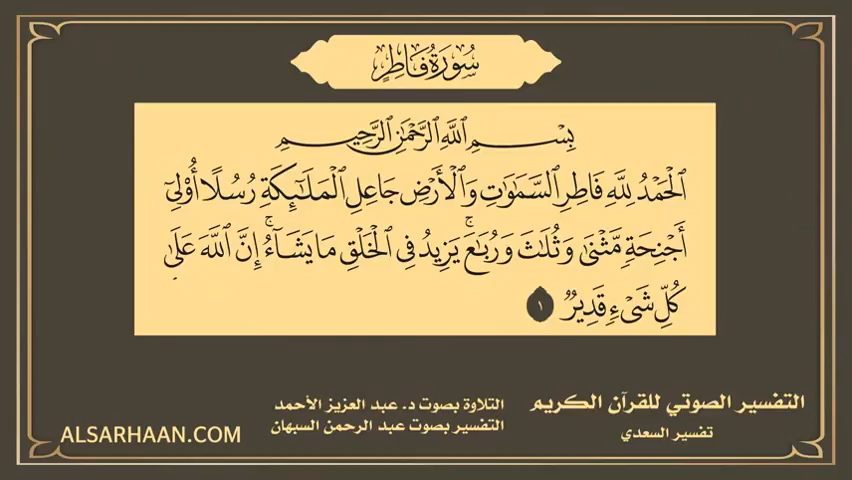 سُورَةُ فَاطِرٍ
بِسْمِ ٱللَّهِ ٱلرَّحْمَٰنِ ٱلرَّحِيمِ
ٱلْحَمْدُ لِلَّهِ فَاطِرِ ٱلسَّمَٰوَٰتِ وَٱلْأَرْضِ جَاعِلِ ٱلْمَلَٰٓئِكَةِ رُسُلًا أُو۟لِىٓ
أَجْنِحَةٍ مَّثْنَىٰ وَثُلَٰثَ وَرُبَٰعَ ۚ يَزِيدُ فِى ٱلْخَلْقِ مَا يَشَآءُ ۚ إِنَّ ٱللَّهَ عَلَىٰ
كُلِّ شَىْءٍ قَدِيرٌ ١
التفسير الصوتي للقرآن الكريم
تفسير السعدي
التلاوة بصوت د. عبد العزيز الأحمد
التفسير بصوت عبد الرحمن السبهان
ALSARHAAN.COM